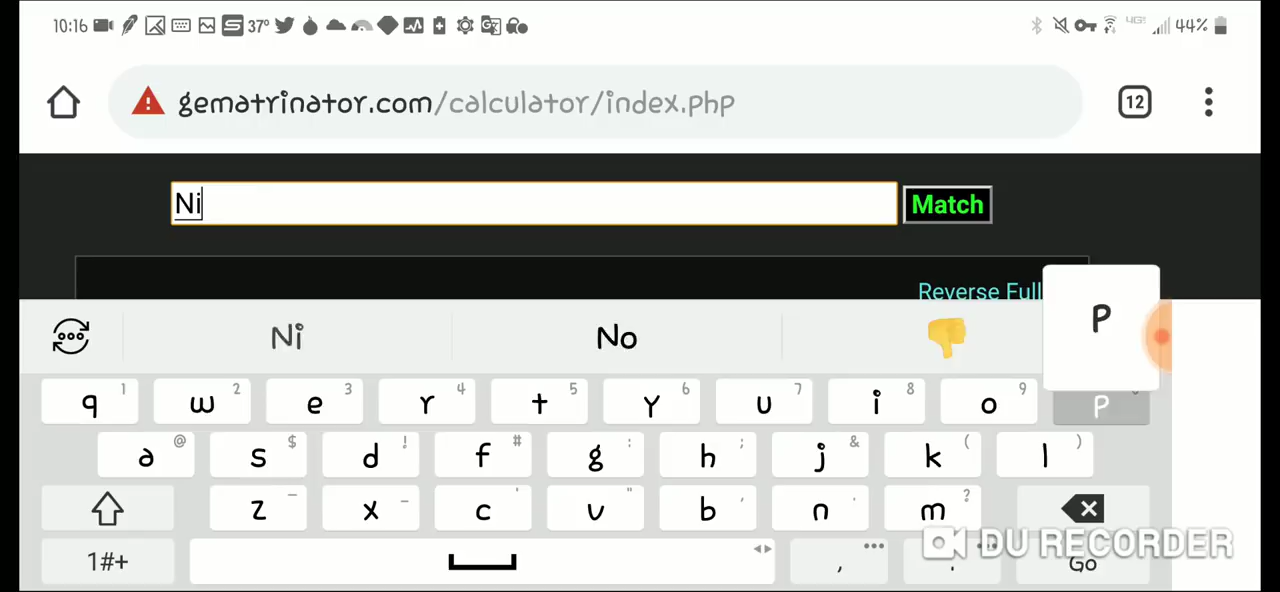 10:16 37° 4G 44%
gematrinator.com/calculator/index.php 12
Ni Match
Reverse Full
Ni No
P
q 1 w 2 e 3 r 4 t 5 y 6 u 7 i 8 o 9 P
a @ s $ d ! f # g : h ; j & k ( l )
z x c ' v " b , n . m ?
1#+ , . Go
DU RECORDER